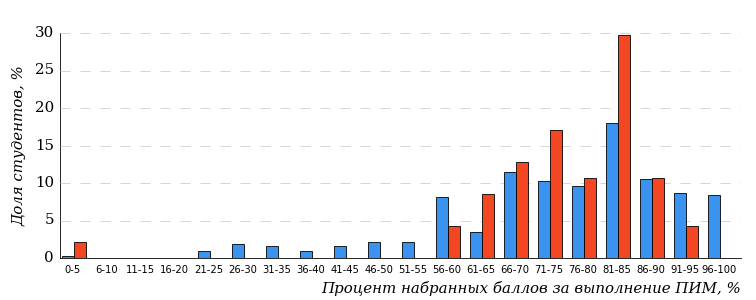 30
25
20
15
10
5
0
Доля студентов, %
0-5 6-10 11-15 16-20 21-25 26-30 31-35 36-40 41-45 46-50 51-55 56-60 61-65 66-70 71-75 76-80 81-85 86-90 91-95 96-100
Процент набранных баллов за выполнение ПИМ, %